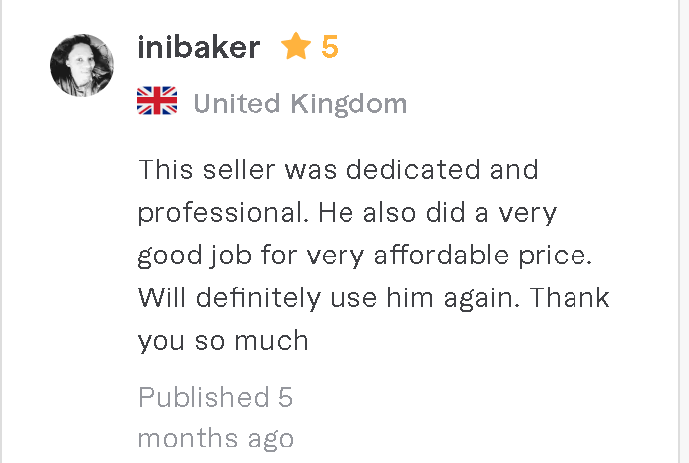 inibaker 5
United Kingdom
This seller was dedicated and
professional. He also did a very
good job for very affordable price.
Will definitely use him again. Thank
you so much
Published 5
months ago